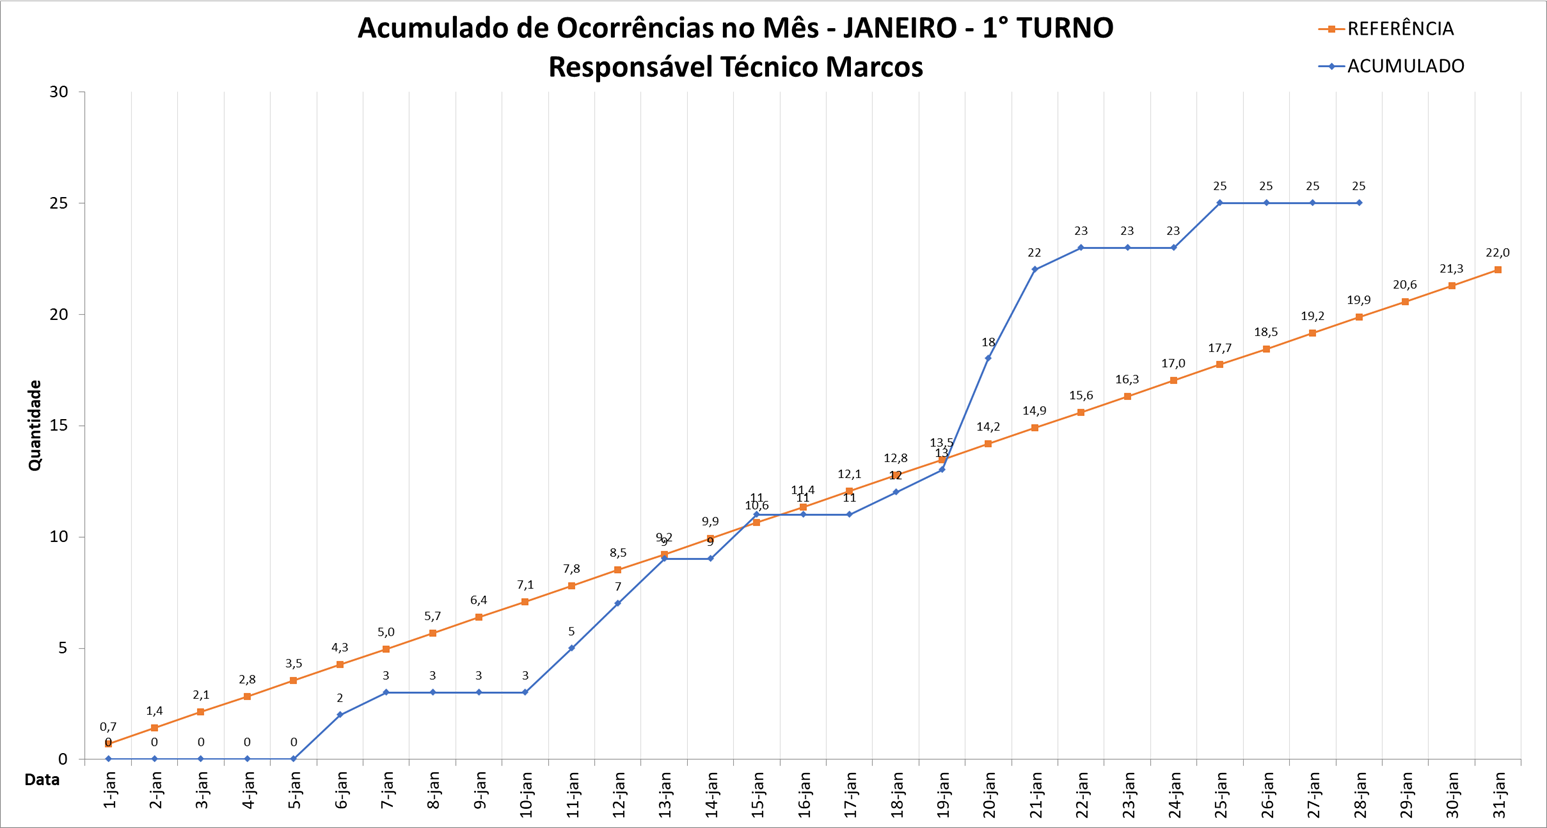 Acumulado de Ocorrências no Mês - JANEIRO - 1° TURNO
Responsável Técnico Marcos
REFERÊNCIA
ACUMULADO
Quantidade
30
25
20
15
10
5
0
0,7 1,4 2,1 2,8 3,5 4,3 5,0 5,7 6,4 7,1 7,8 8,5 9,2 9,9 10,6 11,4 12,1 12,8 13,5 14,2 14,9 15,6 16,3 17,0 17,7 18,5 19,2 19,9 20,6 21,3 22,0
0 0 0 0 0 2 3 3 3 3 5 7 9 9 11 11 11 12 13 18 22 23 23 23 25 25 25 25
Data
1-jan 2-jan 3-jan 4-jan 5-jan 6-jan 7-jan 8-jan 9-jan 10-jan 11-jan 12-jan 13-jan 14-jan 15-jan 16-jan 17-jan 18-jan 19-jan 20-jan 21-jan 22-jan 23-jan 24-jan 25-jan 26-jan 27-jan 28-jan 29-jan 30-jan 31-jan